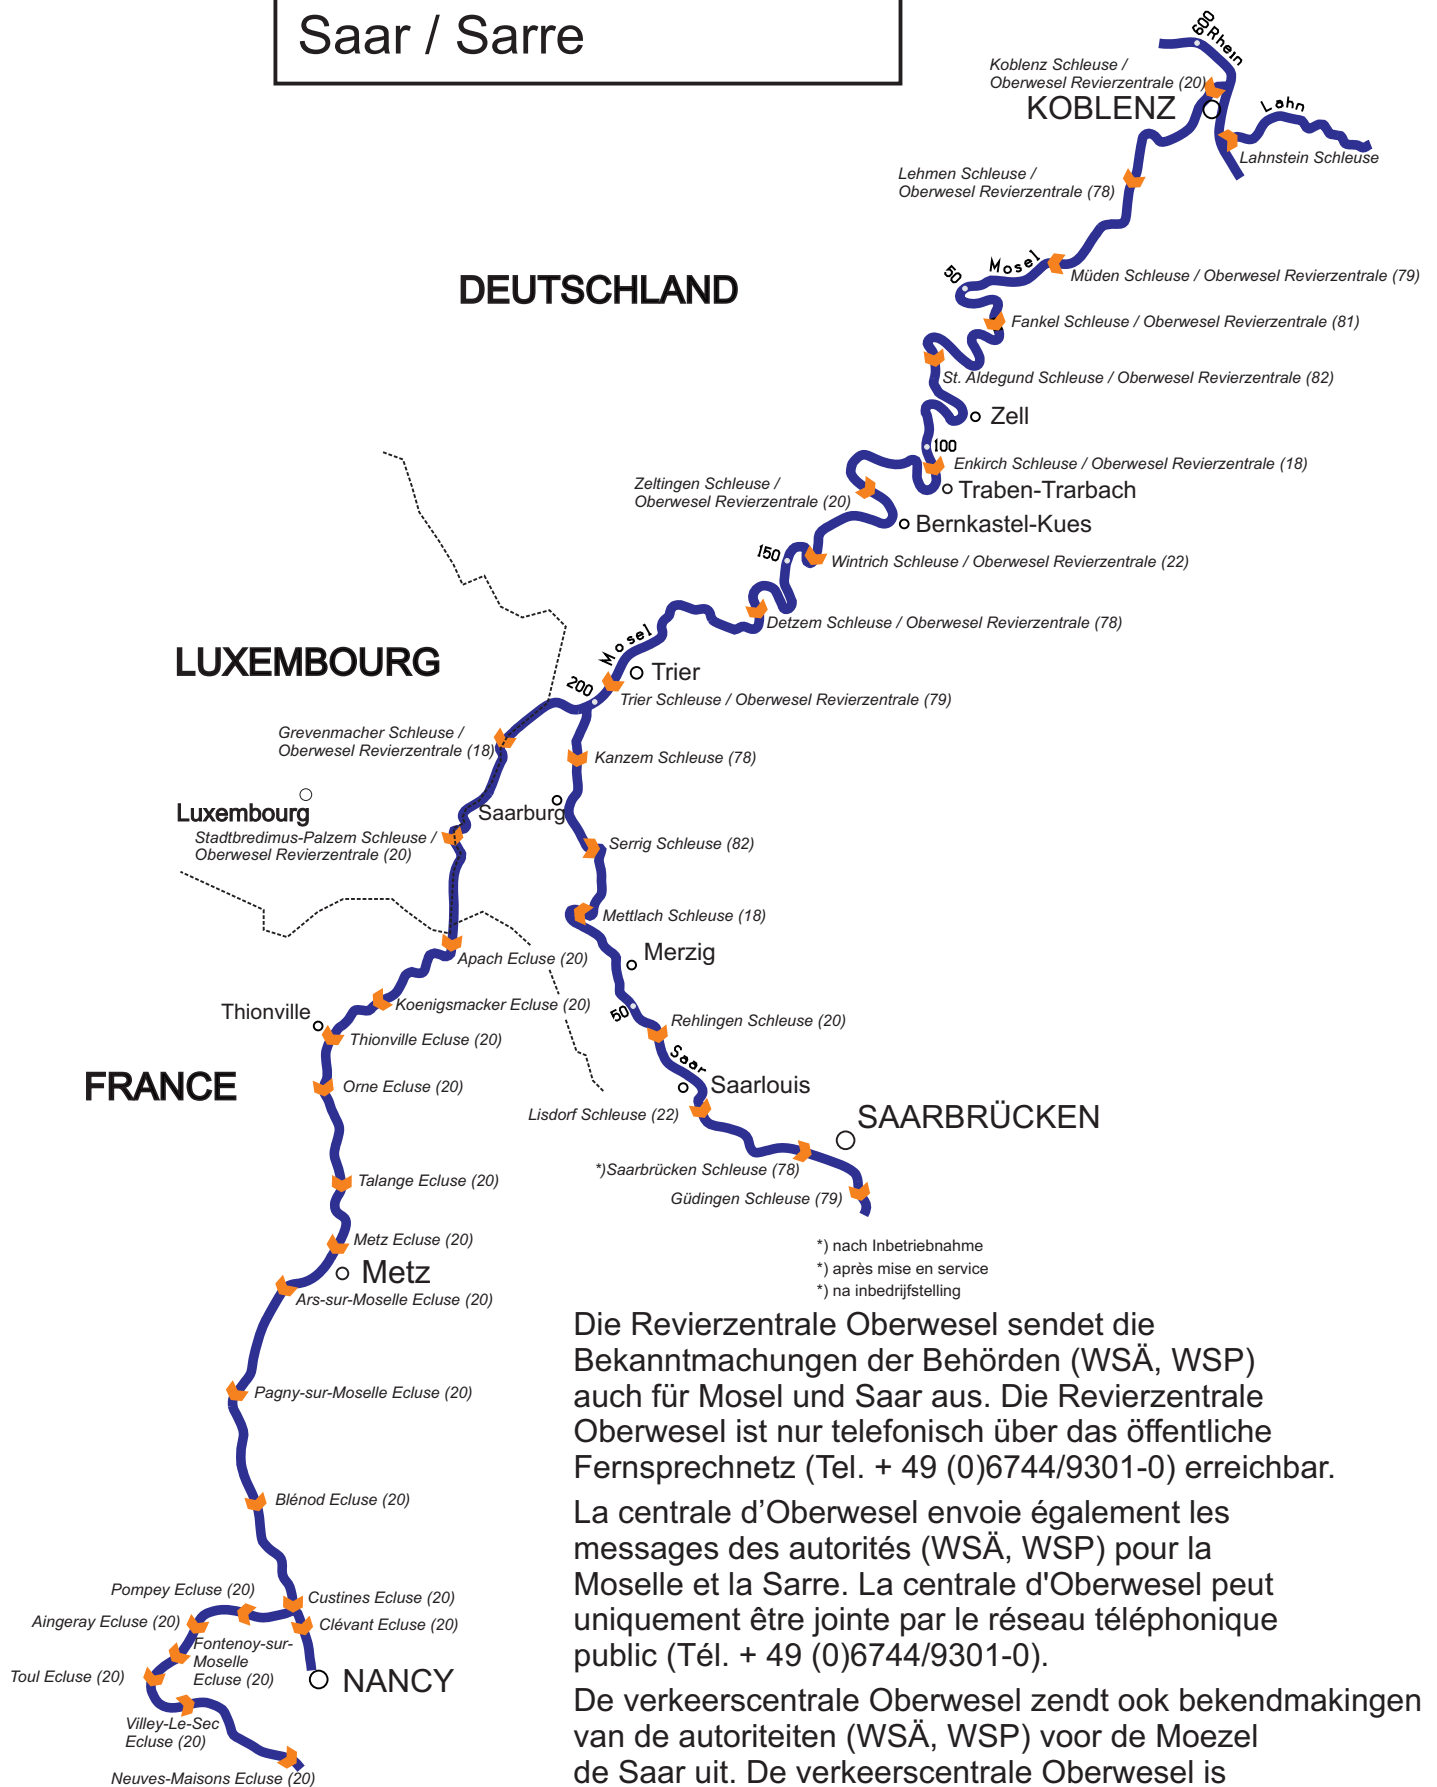 Saar / Sarre
600
Rhein
Koblenz Schleuse /
Oberwesel Revierzentrale (20)
KOBLENZ
Lahn
Lahnstein Schleuse
Lehmen Schleuse /
Oberwesel Revierzentrale (78)
DEUTSCHLAND
50
Mosel
Müden Schleuse / Oberwesel Revierzentrale (79)
Fankel Schleuse / Oberwesel Revierzentrale (81)
St. Aldegund Schleuse / Oberwesel Revierzentrale (82)
Zell
100
Enkirch Schleuse / Oberwesel Revierzentrale (18)
Zeltingen Schleuse /
Oberwesel Revierzentrale (20)
Traben-Trarbach
Bernkastel-Kues
150
Wintrich Schleuse / Oberwesel Revierzentrale (22)
Detzem Schleuse / Oberwesel Revierzentrale (78)
Mosel
LUXEMBOURG
Trier
200
Trier Schleuse / Oberwesel Revierzentrale (79)
Grevenmacher Schleuse /
Oberwesel Revierzentrale (18)
Kanzem Schleuse (78)
Luxembourg
Saarburg
Stadtbredimus-Palzem Schleuse /
Oberwesel Revierzentrale (20)
Serrig Schleuse (82)
Mettlach Schleuse (18)
Merzig
Apach Ecluse (20)
Koenigsmacker Ecluse (20)
Thionville
50
Rehlingen Schleuse (20)
Thionville Ecluse (20)
Saar
FRANCE
Orne Ecluse (20)
Saarlouis
Lisdorf Schleuse (22)
SAARBRÜCKEN
*)Saarbrücken Schleuse (78)
Talange Ecluse (20)
Güdingen Schleuse (79)
Metz Ecluse (20)
*) nach Inbetriebnahme
*) après mise en service
*) na inbedrijfstelling
Metz
Ars-sur-Moselle Ecluse (20)
Pagny-sur-Moselle Ecluse (20)
Blénod Ecluse (20)
Pompey Ecluse (20)
Custines Ecluse (20)
Aingeray Ecluse (20)
Clévant Ecluse (20)
Fontenoy-sur-
Moselle
Ecluse (20)
Toul Ecluse (20)
NANCY
Villey-Le-Sec
Ecluse (20)
Neuves-Maisons Ecluse (20)
Die Revierzentrale Oberwesel sendet die
Bekanntmachungen der Behörden (WSÄ, WSP)
auch für Mosel und Saar aus. Die Revierzentrale
Oberwesel ist nur telefonisch über das öffentliche
Fernsprechnetz (Tel. + 49 (0)6744/9301-0) erreichbar.
La centrale d’Oberwesel envoie également les
messages des autorités (WSÄ, WSP) pour la
Moselle et la Sarre. La centrale d'Oberwesel peut
uniquement être jointe par le réseau téléphonique
public (Tél. + 49 (0)6744/9301-0).
De verkeerscentrale Oberwesel zendt ook bekendmakingen
van de autoriteiten (WSÄ, WSP) voor de Moezel
de Saar uit. De verkeerscentrale Oberwesel is